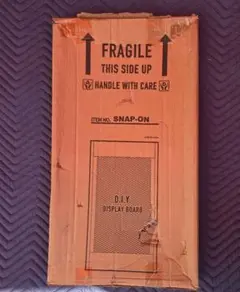 FRAGILE
THIS SIDE UP
HANDLE WITH CARE
ITEM NO. SNAP-ON
D.I.Y
DISPLAY BOARD